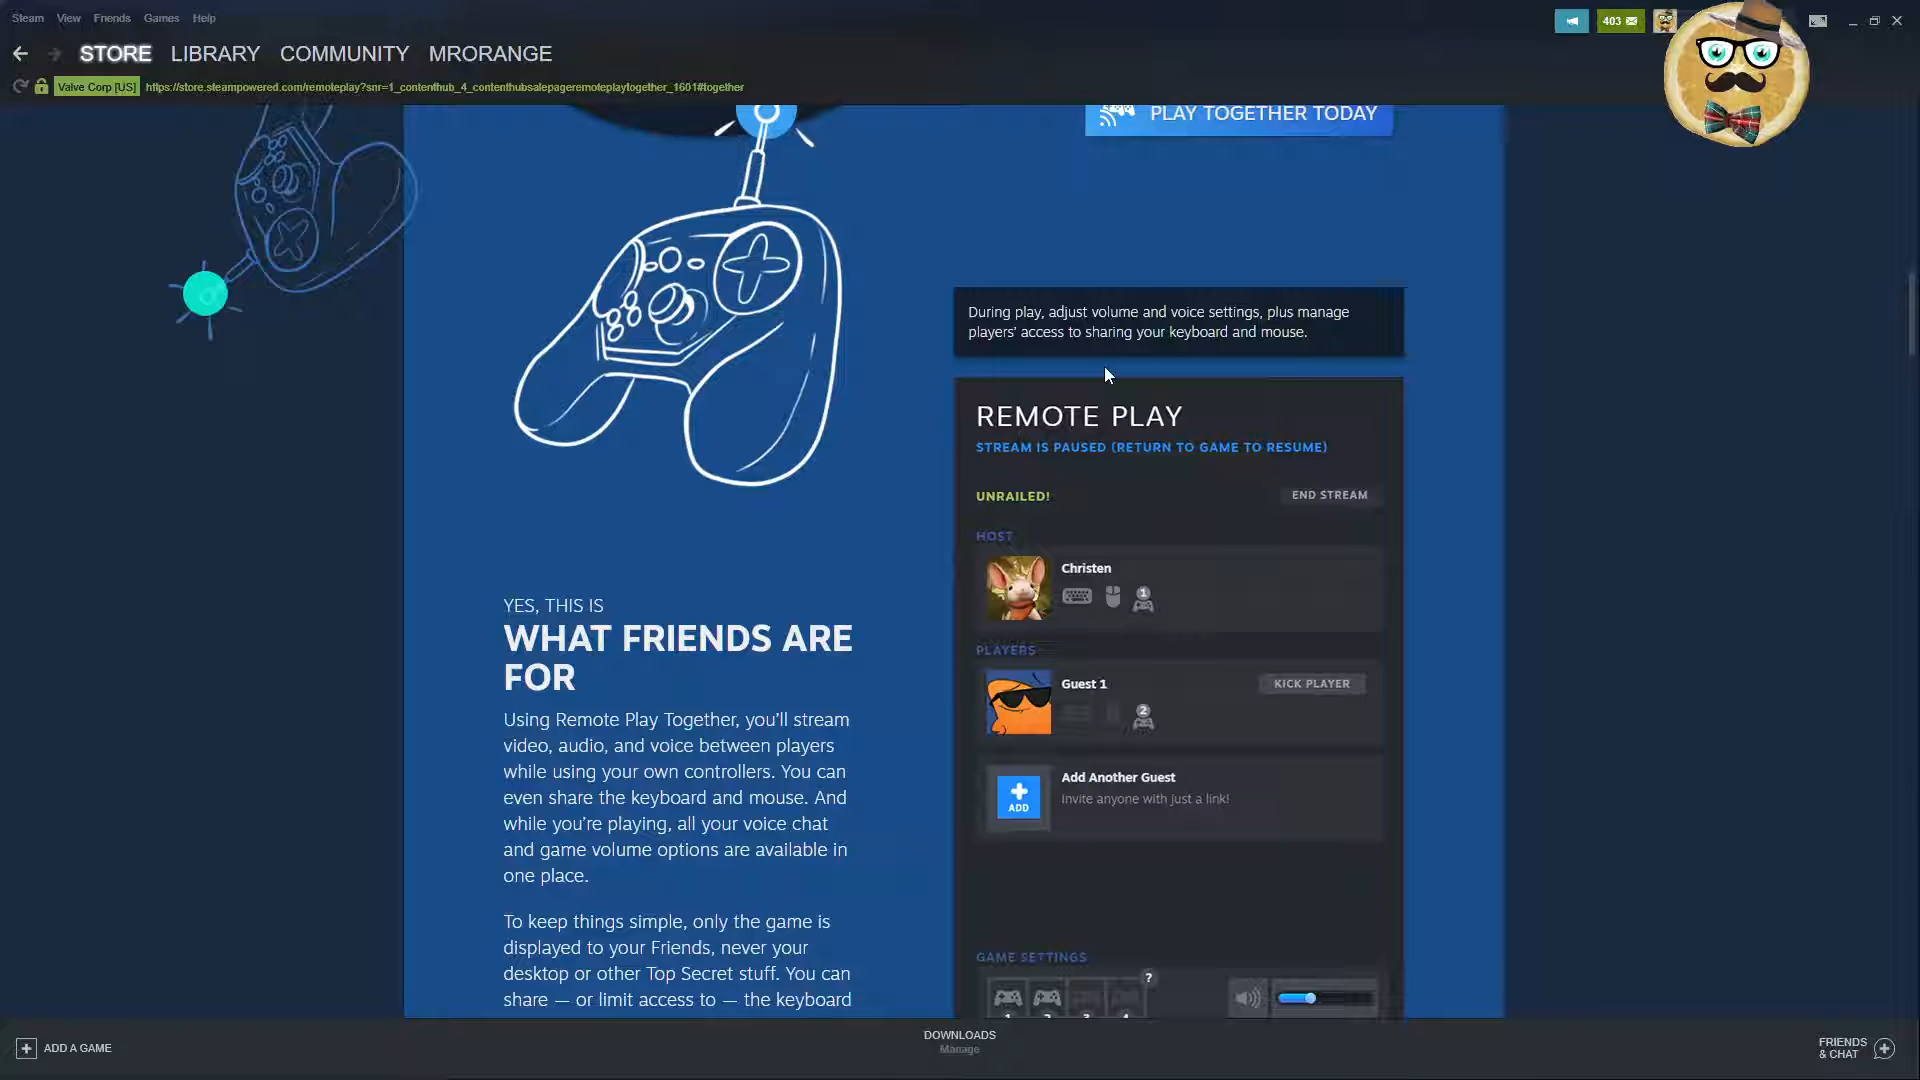 Steam View Friends Games Help
403
STORE LIBRARY COMMUNITY MRORANGE
Valve Corp [US] https://store.steampowered.com/remoteplay?snr=1_contenthub_4_contenthubsalepageremoteplaytogether_1601#together
PLAY TOGETHER TODAY
During play, adjust volume and voice settings, plus manage
players' access to sharing your keyboard and mouse.
REMOTE PLAY
STREAM IS PAUSED (RETURN TO GAME TO RESUME)
UNRAILED!
END STREAM
HOST
Christen
1
PLAYERS
Guest 1
KICK PLAYER
2
Add Another Guest
Invite anyone with just a link!
ADD
GAME SETTINGS
?
1 2 3 4
YES, THIS IS
WHAT FRIENDS ARE
FOR
Using Remote Play Together, you'll stream
video, audio, and voice between players
while using your own controllers. You can
even share the keyboard and mouse. And
while you're playing, all your voice chat
and game volume options are available in
one place.
To keep things simple, only the game is
displayed to your Friends, never your
desktop or other Top Secret stuff. You can
share — or limit access to — the keyboard
ADD A GAME
DOWNLOADS
Manage
FRIENDS
& CHAT